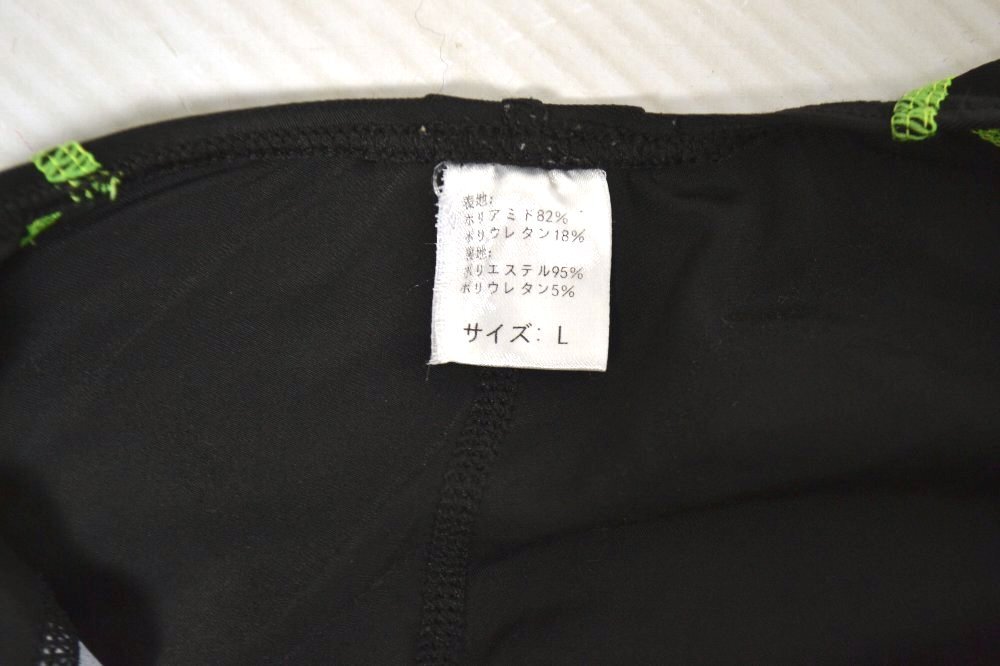 表地:
ポリアミド82%
ポリウレタン18%
裏地:
ポリエステル95%
ポリウレタン5%
サイズ: L